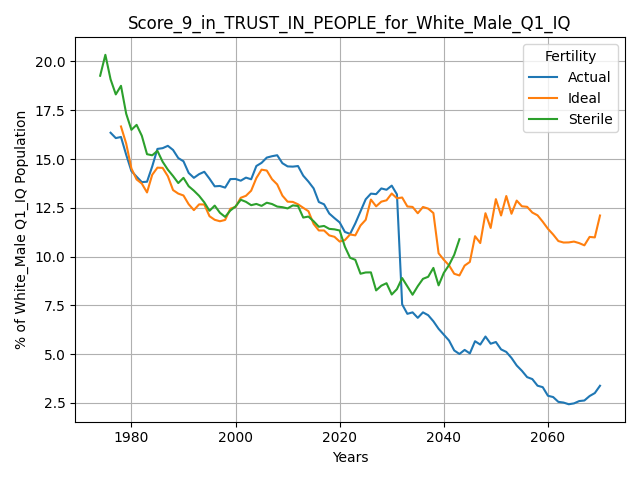 Score_9_in_TRUST_IN_PEOPLE_for_White_Male_Q1_IQ
Fertility
Actual
Ideal
Sterile
% of White_Male Q1_IQ Population
20.0
17.5
15.0
12.5
10.0
7.5
5.0
2.5
1980 2000 2020 2040 2060
Years